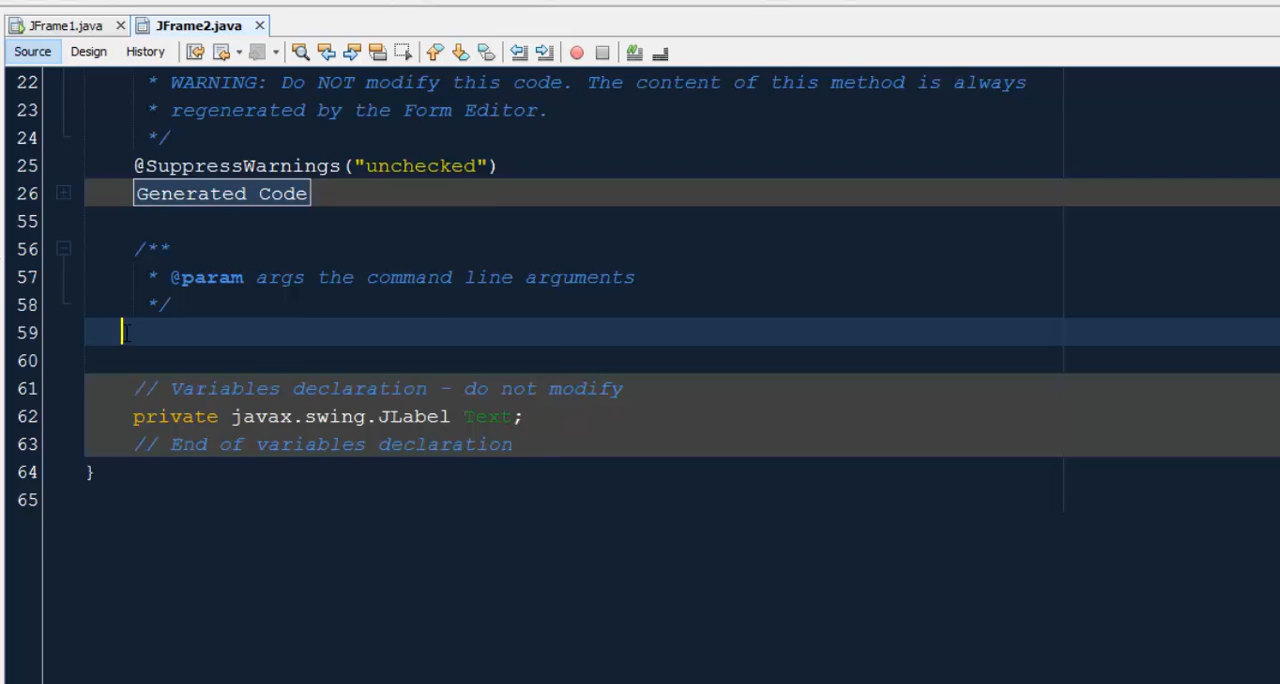 JFrame1.java JFrame2.java
Source Design History
22 * WARNING: Do NOT modify this code. The content of this method is always
23 * regenerated by the Form Editor.
24 */
25 @SuppressWarnings("unchecked")
26 Generated Code
55
56 /**
57 * @param args the command line arguments
58 */
59
60
61 // Variables declaration - do not modify
62 private javax.swing.JLabel Text;
63 // End of variables declaration
64 }
65